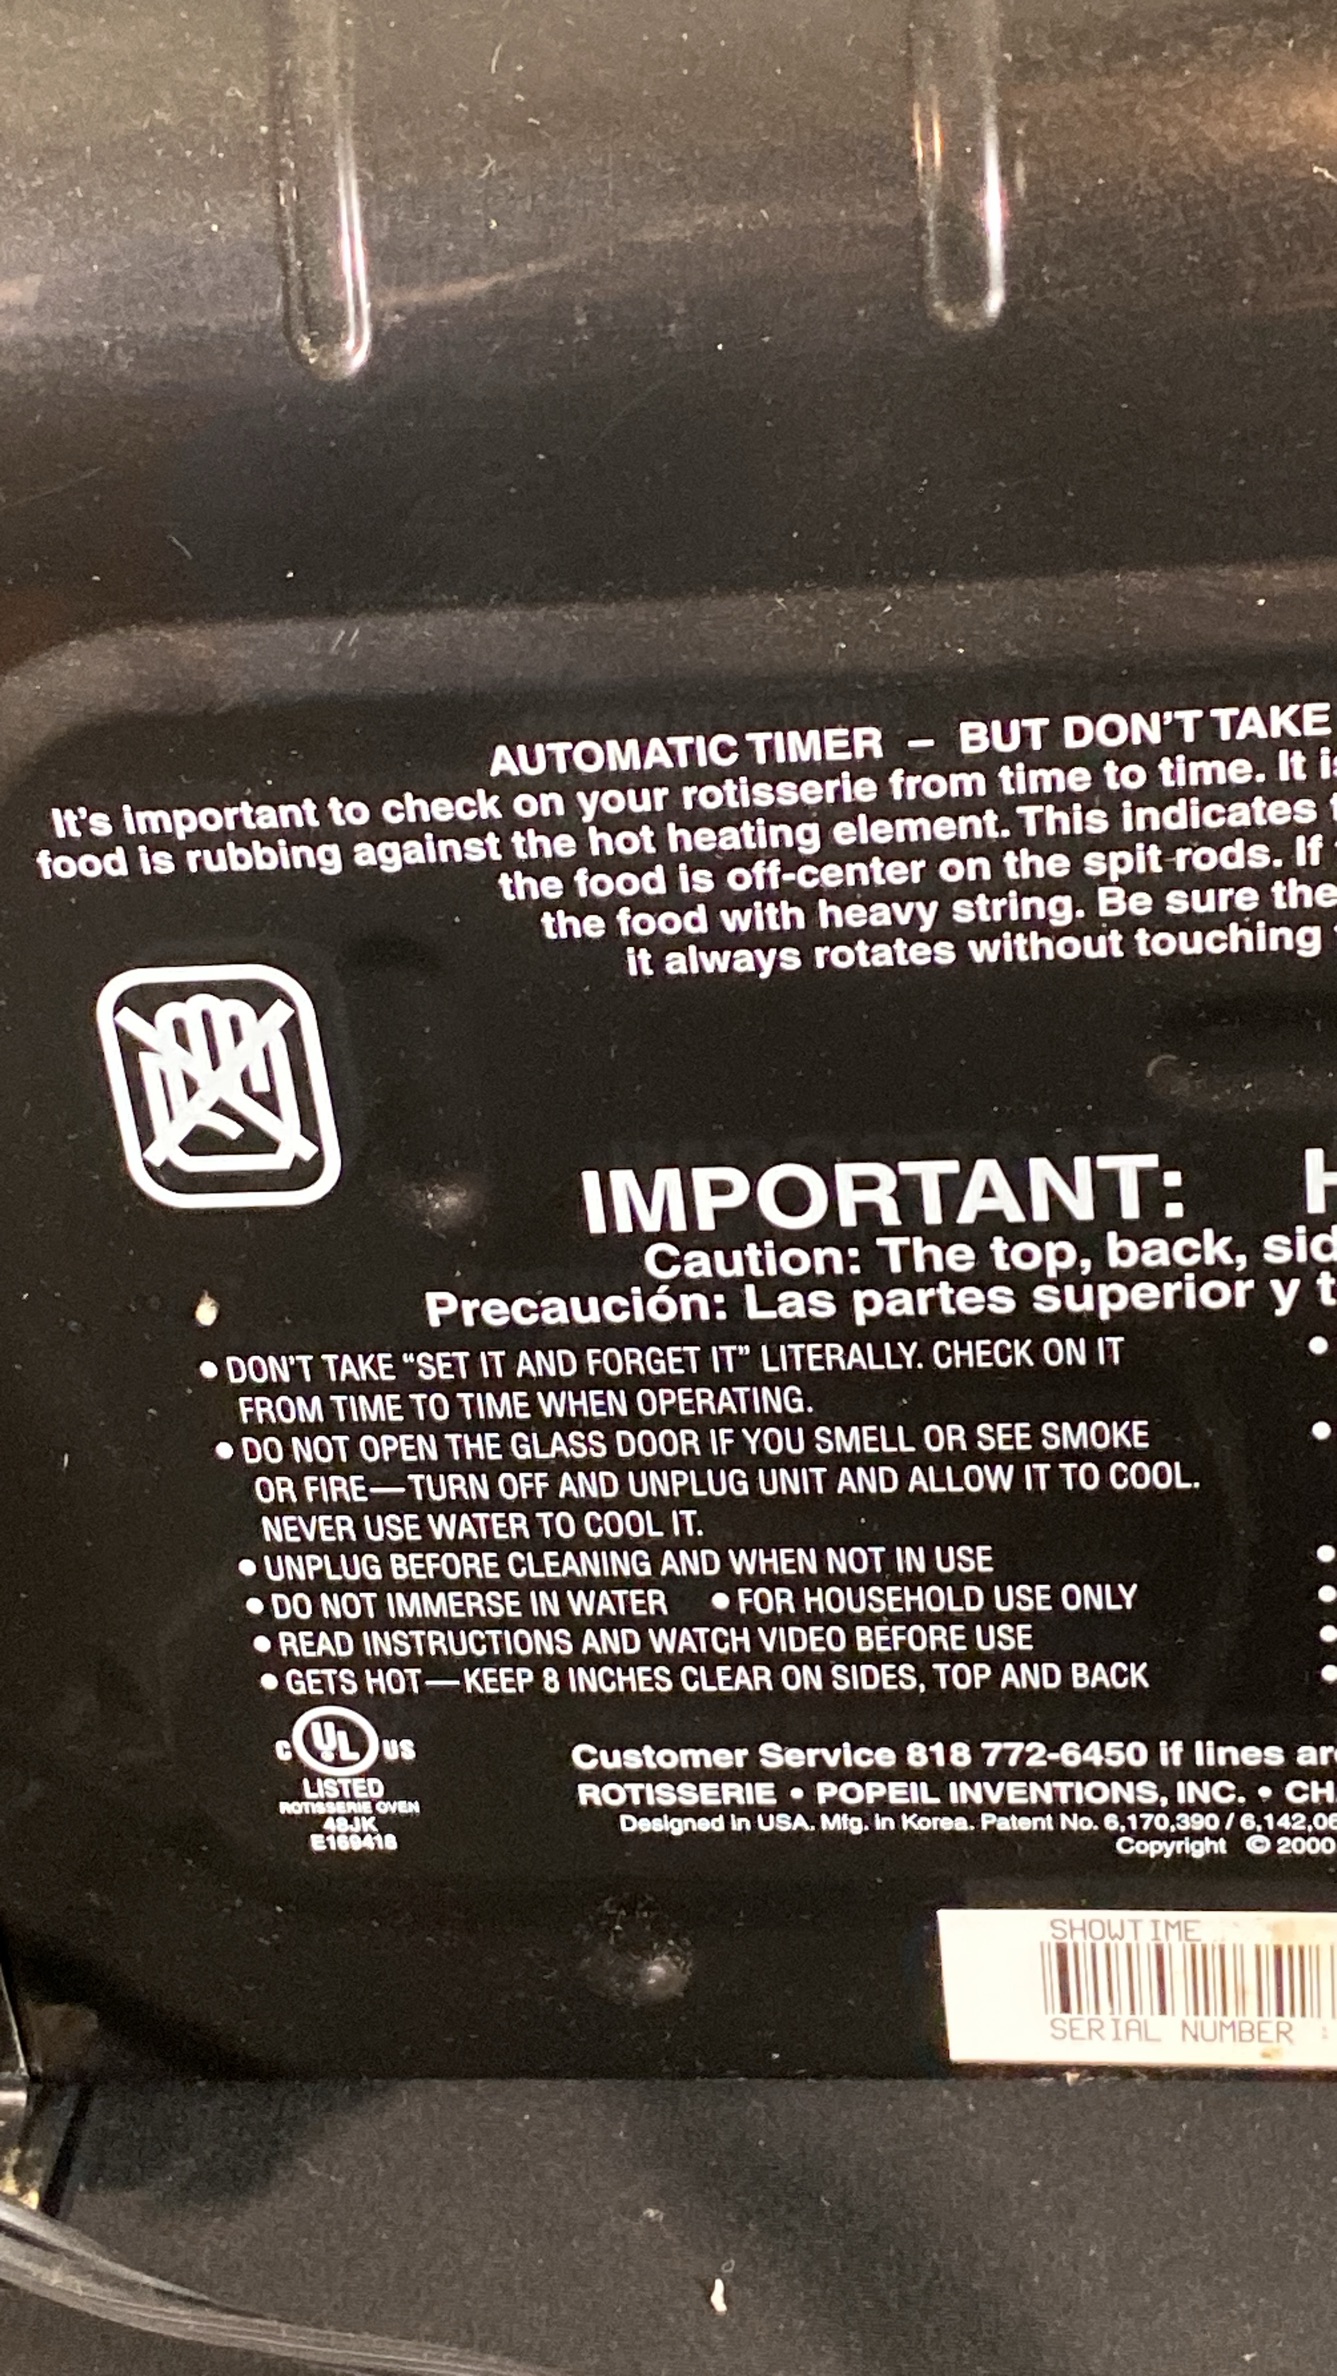 AUTOMATIC TIMER – BUT DON'T TAKE
It's important to check on your rotisserie from time to time. It
food is rubbing against the hot heating element. This indicates
the food is off-center on the spit rods. If
the food with heavy string. Be sure the
it always rotates without touching
IMPORTANT: H
Caution: The top, back, sid
Precaución: Las partes superior y t
• DON'T TAKE “SET IT AND FORGET IT” LITERALLY. CHECK ON IT
FROM TIME TO TIME WHEN OPERATING.
• DO NOT OPEN THE GLASS DOOR IF YOU SMELL OR SEE SMOKE
OR FIRE—TURN OFF AND UNPLUG UNIT AND ALLOW IT TO COOL.
NEVER USE WATER TO COOL IT.
• UNPLUG BEFORE CLEANING AND WHEN NOT IN USE
• DO NOT IMMERSE IN WATER • FOR HOUSEHOLD USE ONLY
• READ INSTRUCTIONS AND WATCH VIDEO BEFORE USE
• GETS HOT—KEEP 8 INCHES CLEAR ON SIDES, TOP AND BACK
C UL US
LISTED
ROTISSERIE OVEN
48JK
E169418
Customer Service 818 772-6450 if lines ar
ROTISSERIE • POPEIL INVENTIONS, INC. • CH
Designed in USA. Mfg. in Korea. Patent No. 6,170,390 / 6,142,06
Copyright © 2000
SHOWTIME
SERIAL NUMBER :